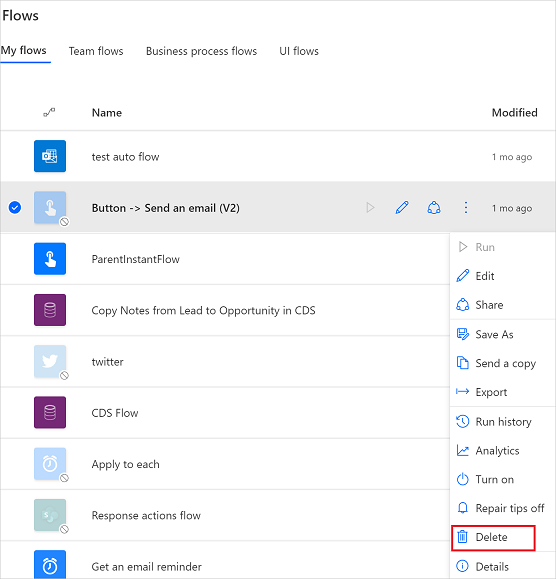 Flows
My flows Team flows Business process flows UI flows
Name Modified
test auto flow 1 mo ago
Button -> Send an email (V2) 1 mo ago
Run
ParentInstantFlow
Edit
Share
Copy Notes from Lead to Opportunity in CDS
Save As
twitter
Send a copy
Export
CDS Flow
Run history
Analytics
Apply to each
Turn on
Repair tips off
Response actions flow
Delete
Get an email reminder
Details